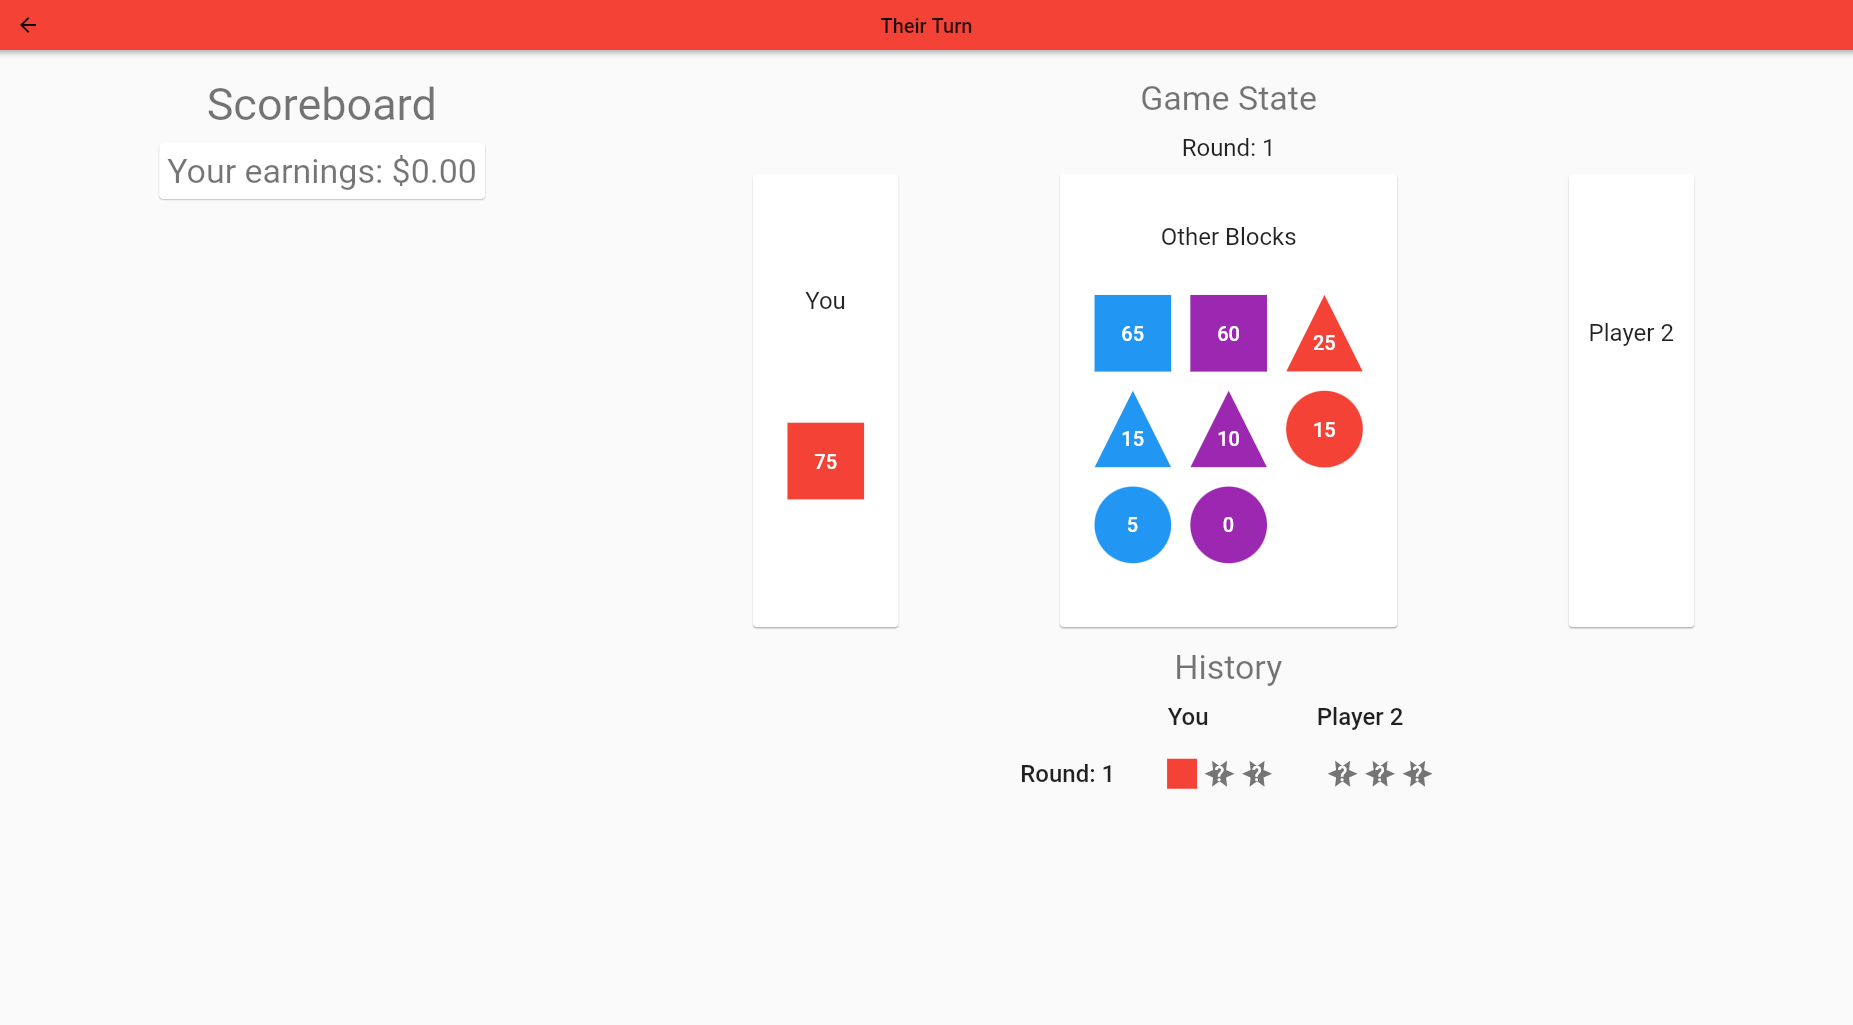 Their Turn
Scoreboard
Your earnings: $0.00
Game State
Round: 1
You
75
Other Blocks
65 60 25
15 10 15
5 0
Player 2
History
You Player 2
Round: 1 ? ? ? ? ?